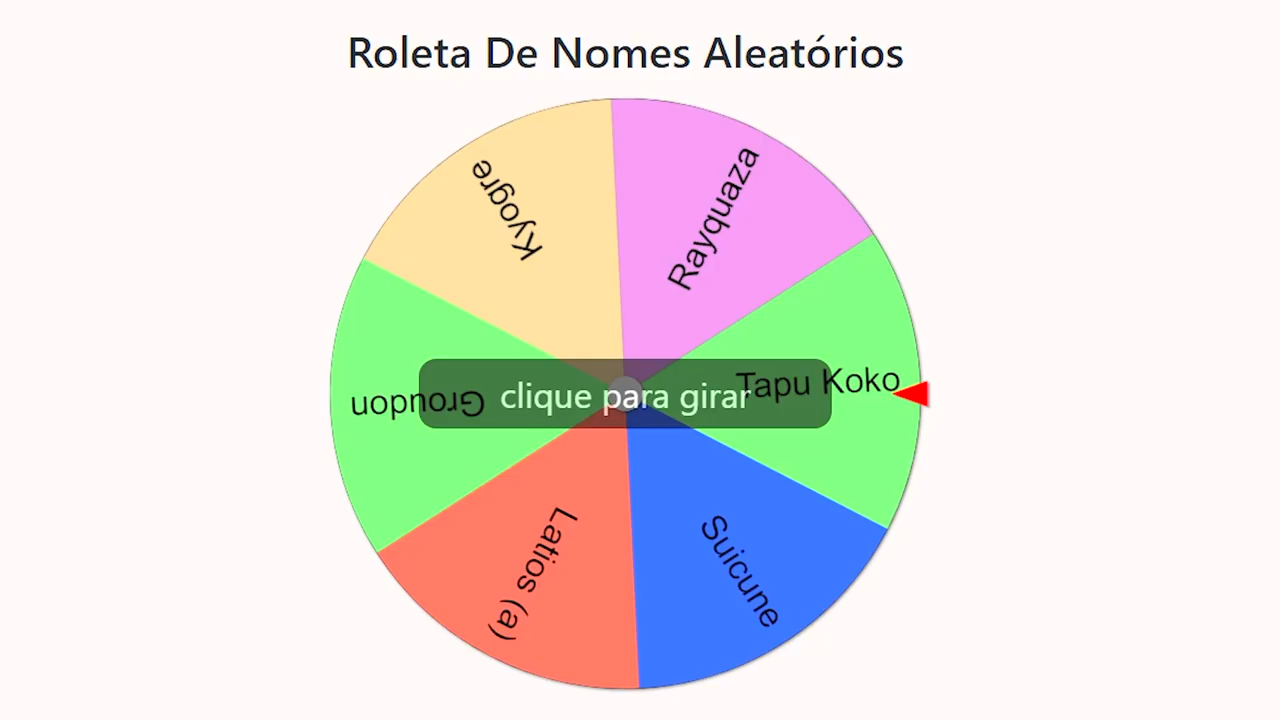 Roleta De Nomes Aleatórios
Kyogre
Rayquaza
Groudon
clique para girar
Tapu Koko
Latios (a)
Suicune